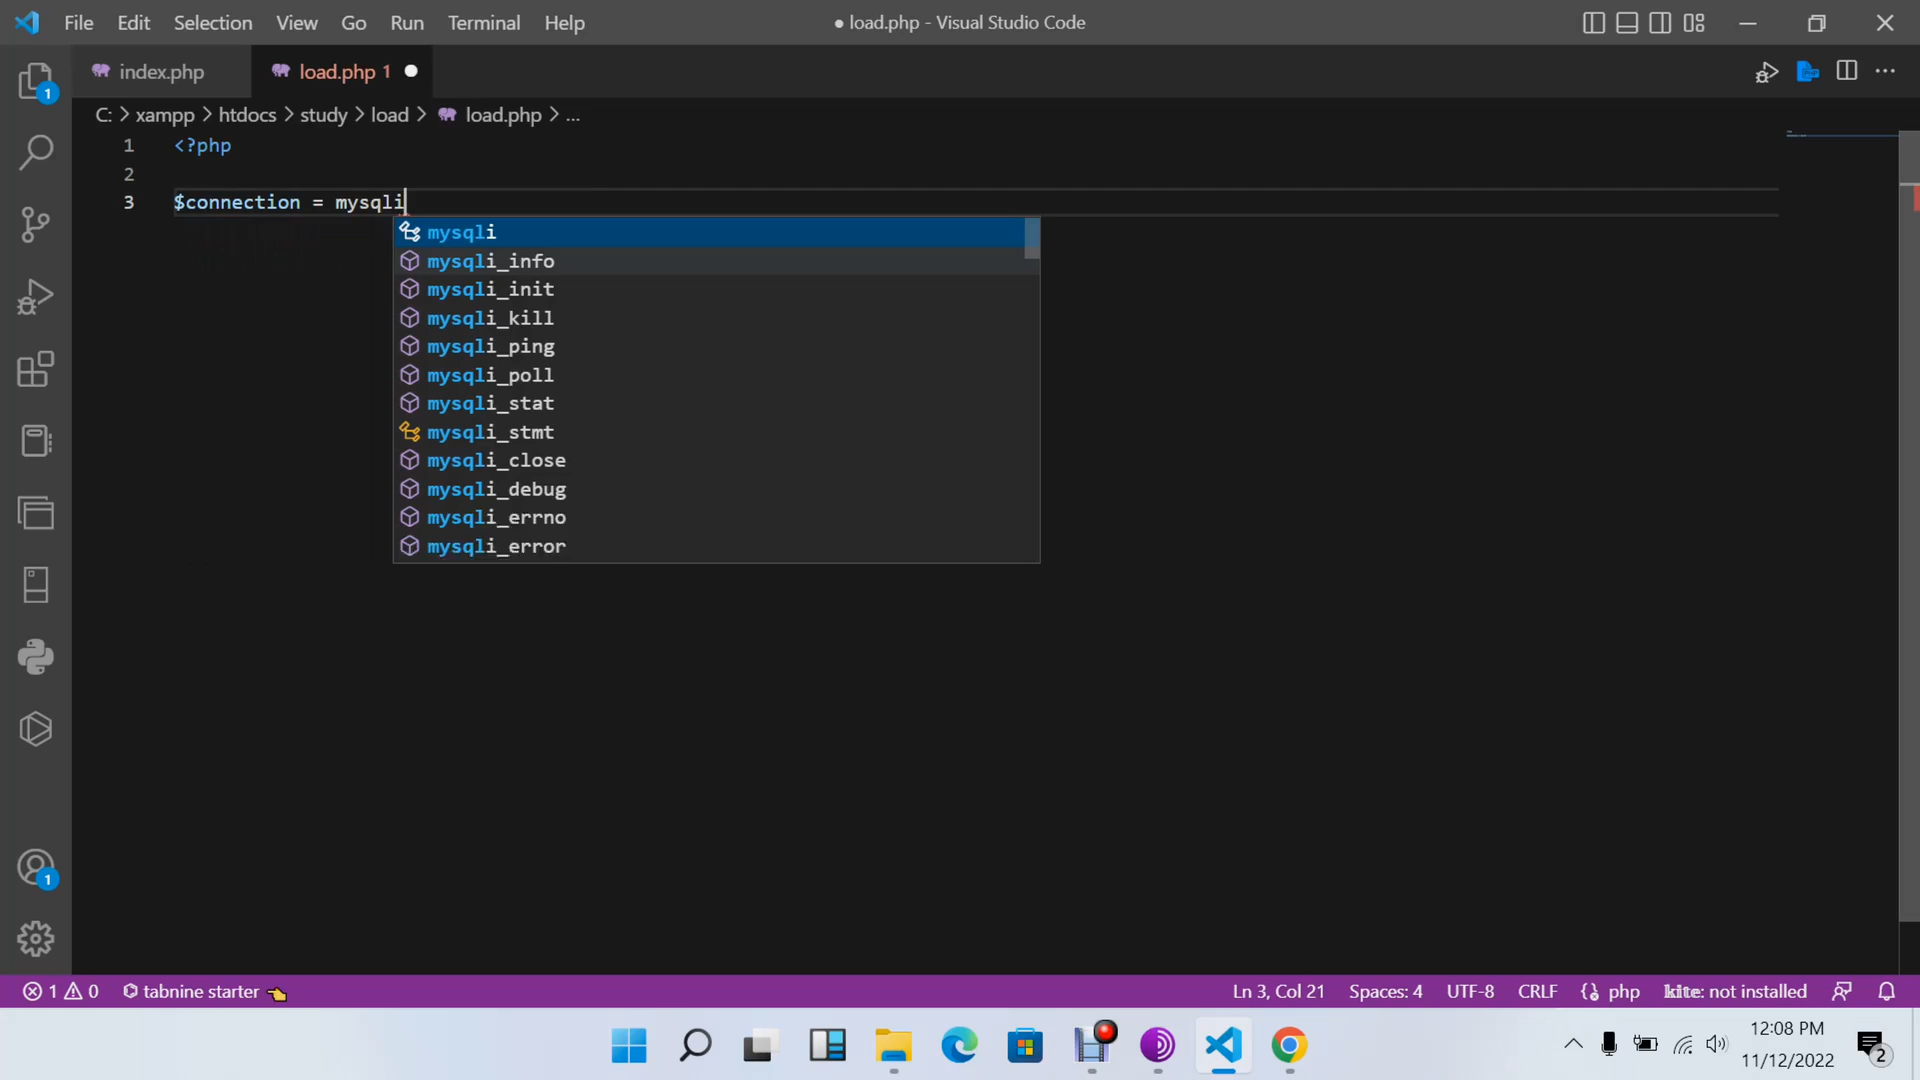 File Edit Selection View Go Run Terminal Help ● load.php - Visual Studio Code
index.php load.php 1
C: > xampp > htdocs > study > load > load.php > ...
1 <?php
2
3 $connection = mysqli
mysqli
mysqli_info
mysqli_init
mysqli_kill
mysqli_ping
mysqli_poll
mysqli_stat
mysqli_stmt
mysqli_close
mysqli_debug
mysqli_errno
mysqli_error
1
1
1 0 tabnine starter Ln 3, Col 21 Spaces: 4 UTF-8 CRLF php kite: not installed
12:08 PM
11/12/2022
2